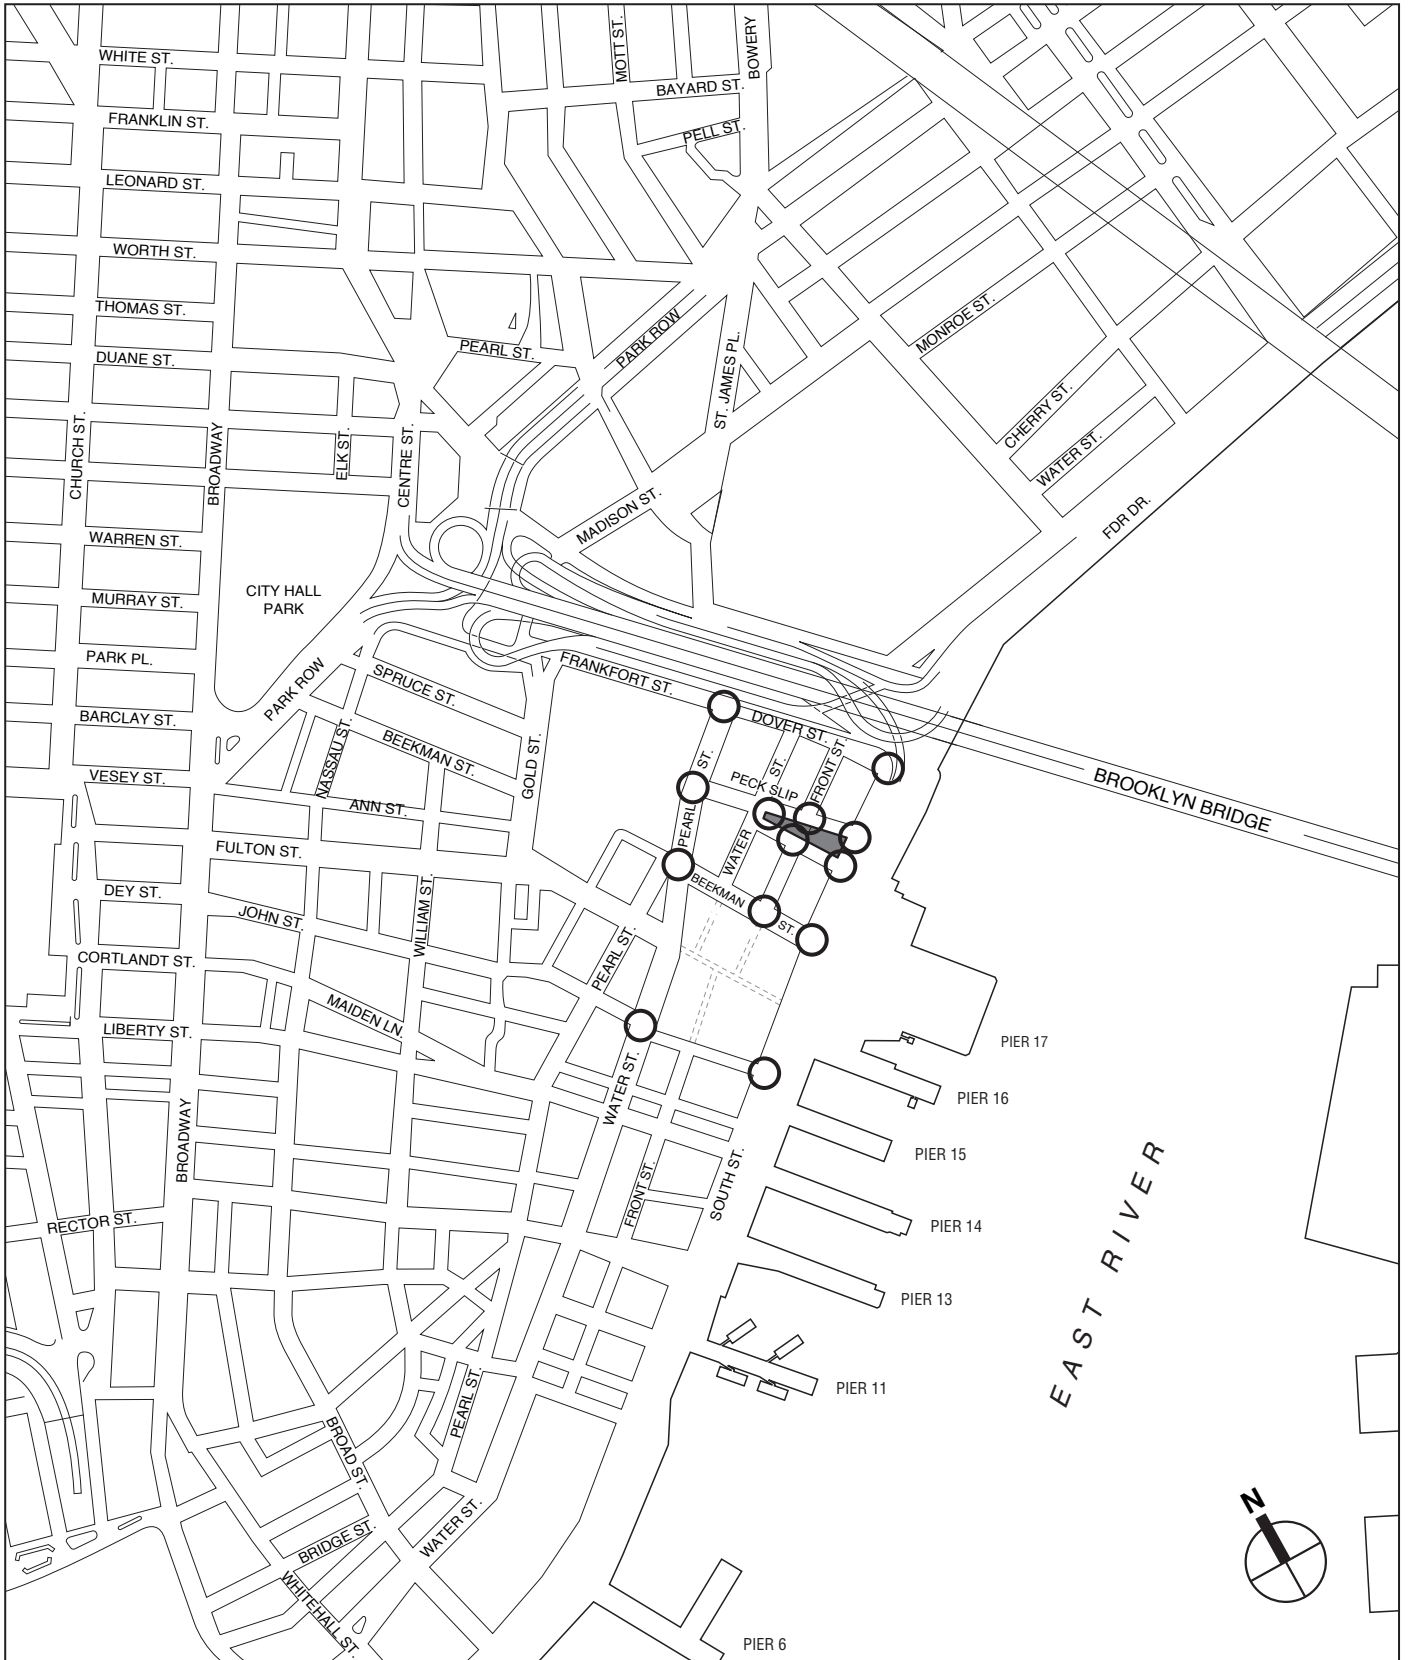 MOTT ST.
BOWERY
WHITE ST.
BAYARD ST.
FRANKLIN ST.
PELL ST.
LEONARD ST.
WORTH ST.
THOMAS ST.
MONROE ST.
PARK ROW
PEARL ST.
ST. JAMES PL.
DUANE ST.
CHURCH ST.
BROADWAY
ELK ST.
CENTRE ST.
CHERRY ST.
WATER ST.
MADISON ST.
FDR DR.
WARREN ST.
CITY HALL
PARK
MURRAY ST.
PARK PL.
PARK ROW
SPRUCE ST.
FRANKFORT ST.
BARCLAY ST.
DOVER ST.
NASSAU ST.
BEEKMAN ST.
GOLD ST.
PEARL ST.
PECK SLIP
WATER ST.
FRONT ST.
BROOKLYN BRIDGE
VESEY ST.
ANN ST.
FULTON ST.
BEEKMAN ST.
DEY ST.
JOHN ST.
WILLIAM ST.
PEARL ST.
CORTLANDT ST.
MAIDEN LN.
LIBERTY ST.
PIER 17
WATER ST.
PIER 16
BROADWAY
PIER 15
FRONT ST.
SOUTH ST.
RECTOR ST.
PIER 14
EAST RIVER
PIER 13
PIER 11
PEARL ST.
BROAD ST.
N
WATER ST.
BRIDGE ST.
WHITEHALL ST.
PIER 6